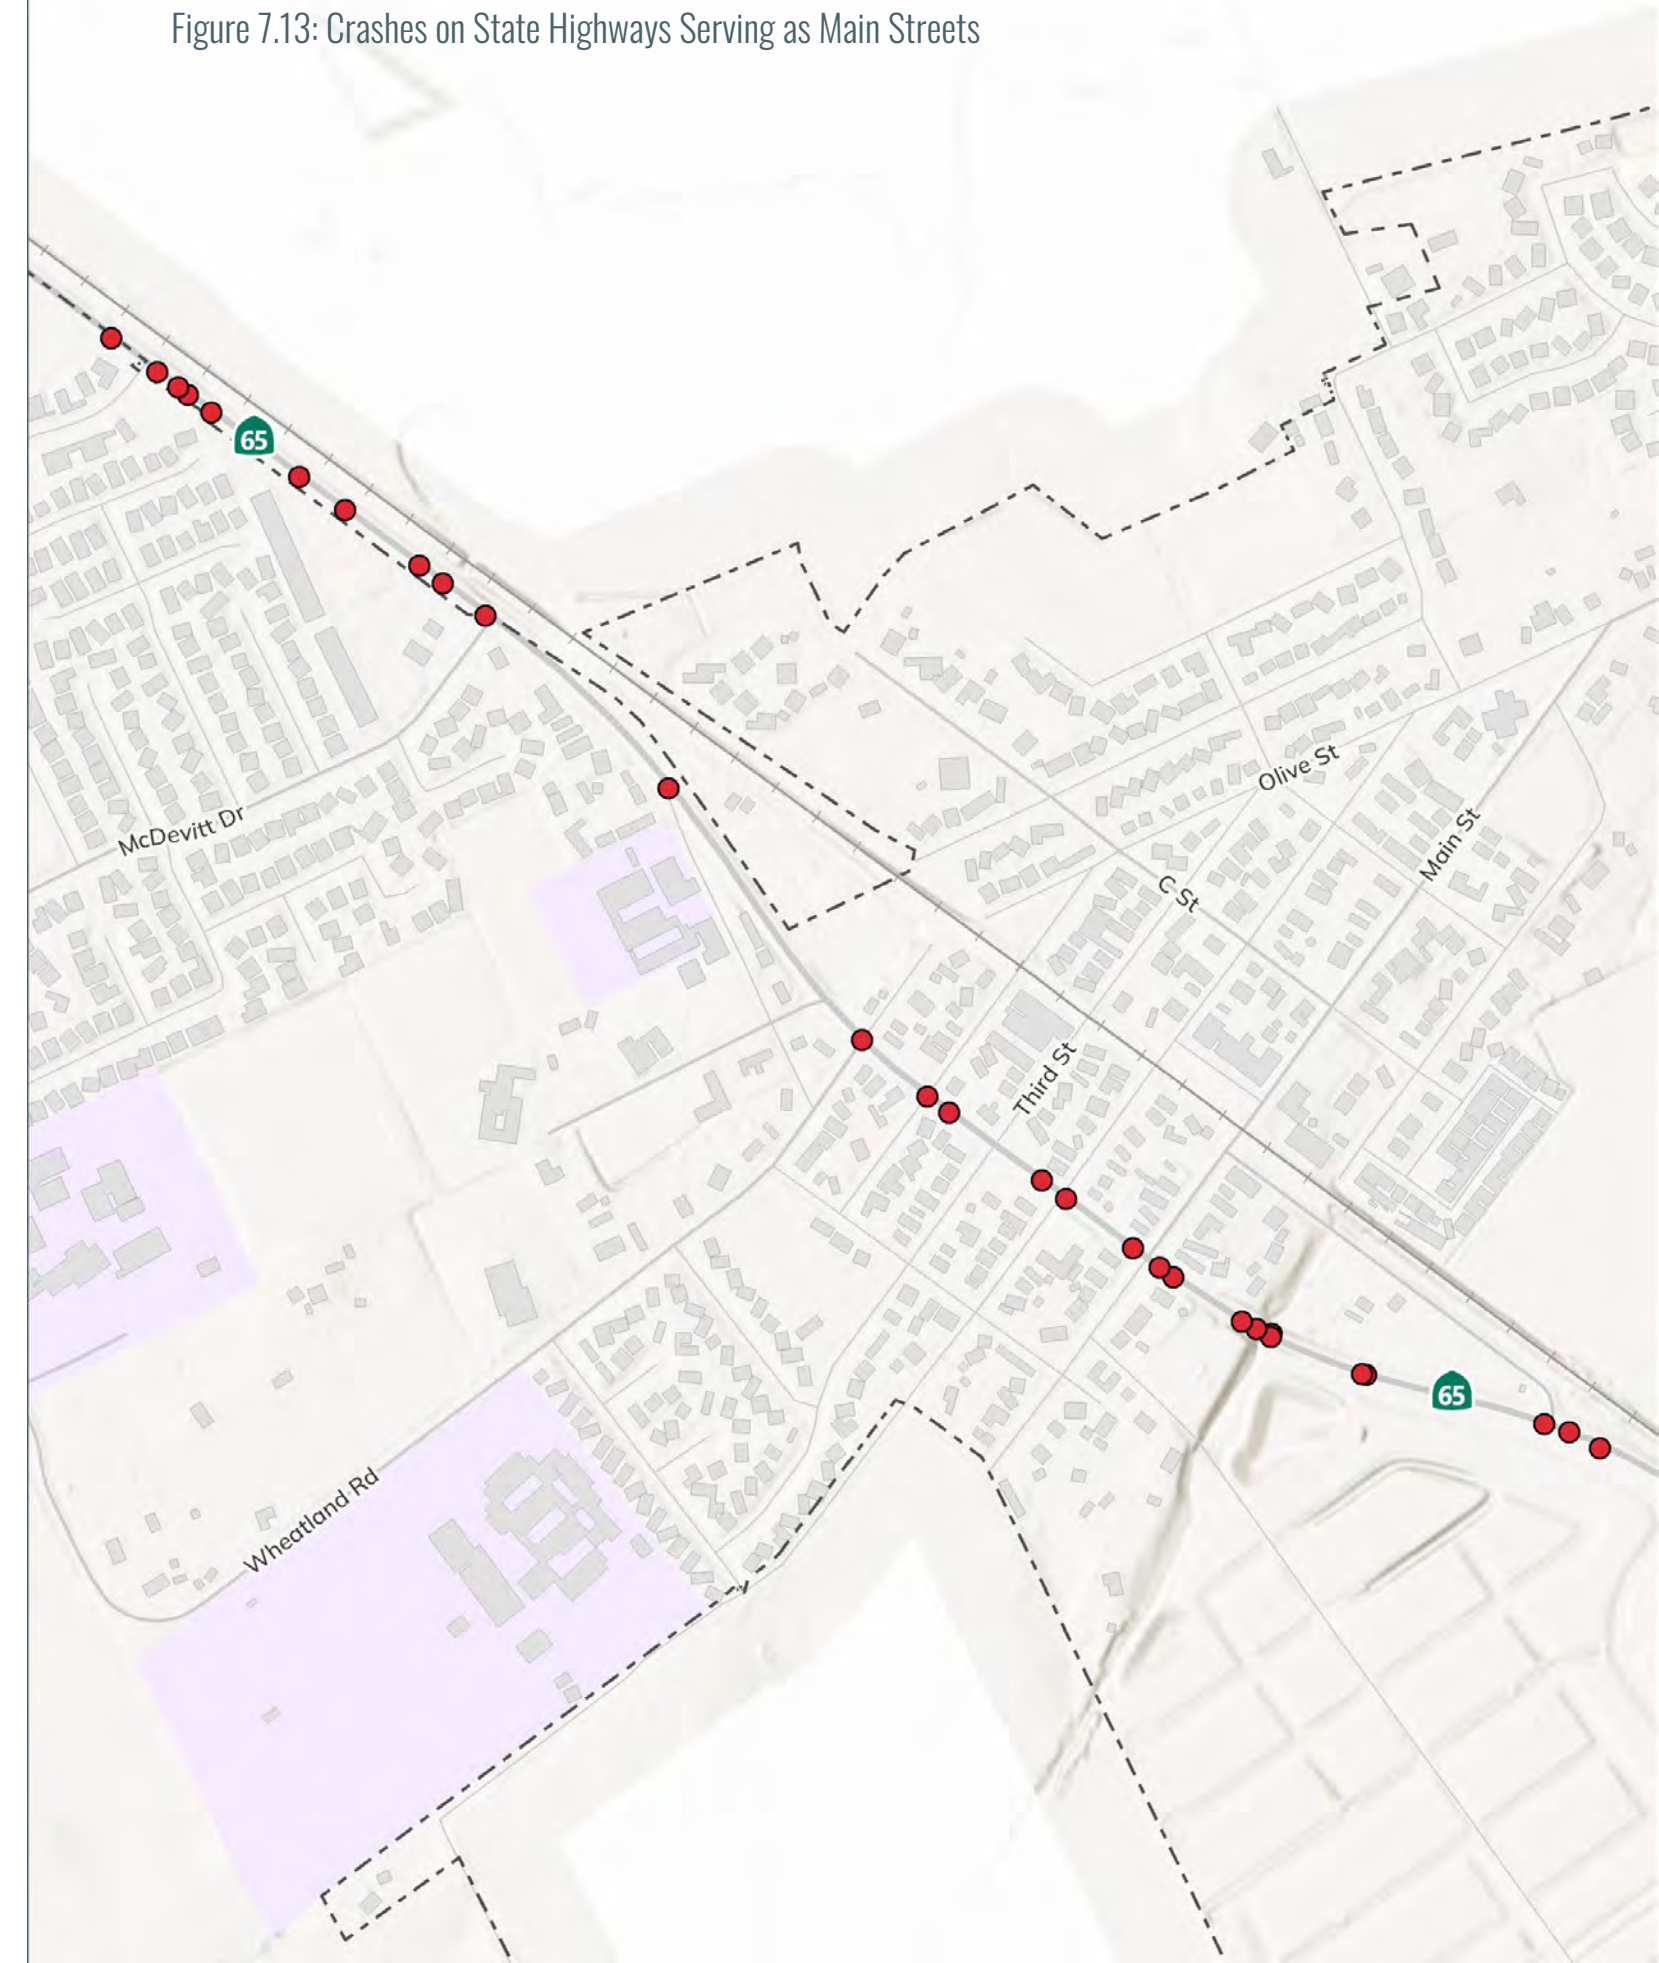 Figure 7.13: Crashes on State Highways Serving as Main Streets
65
Olive St
Main St
McDevitt Dr
C St
Third St
65
Wheatland Rd